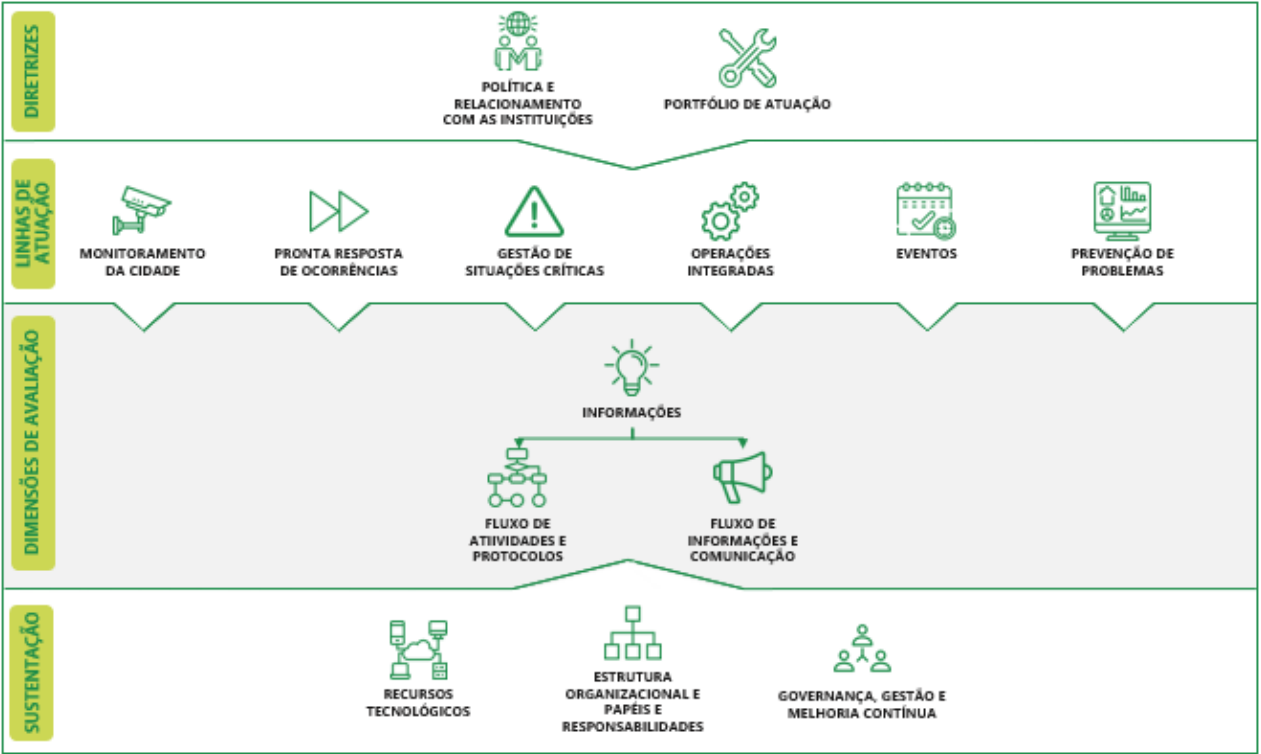 DIRETRIZES
POLÍTICA E
RELACIONAMENTO
COM AS INSTITUIÇÕES
PORTFÓLIO DE ATUAÇÃO
LINHAS DE
ATUAÇÃO
MONITORAMENTO
DA CIDADE
PRONTA RESPOSTA
DE OCORRÊNCIAS
GESTÃO DE
SITUAÇÕES CRÍTICAS
OPERAÇÕES
INTEGRADAS
EVENTOS
PREVENÇÃO DE
PROBLEMAS
DIMENSÕES DE AVALIAÇÃO
INFORMAÇÕES
FLUXO DE
ATIIVIDADES E
PROTOCOLOS
FLUXO DE
INFORMAÇÕES E
COMUNICAÇÃO
SUSTENTAÇÃO
RECURSOS
TECNOLÓGICOS
ESTRUTURA
ORGANIZACIONAL E
PAPÉIS E
RESPONSABILIDADES
GOVERNANÇA, GESTÃO E
MELHORIA CONTÍNUA